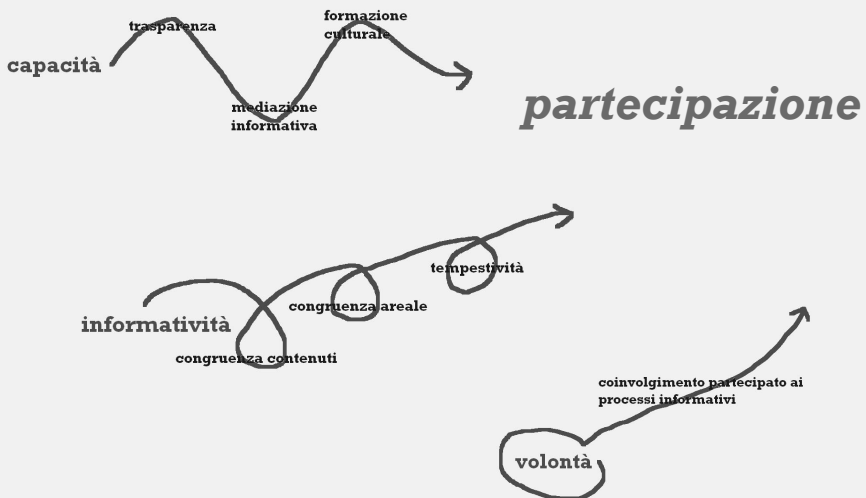 trasparenza
formazione
culturale
capacità
mediazione
informativa
partecipazione
tempestività
congruenza areale
informatività
congruenza contenuti
coinvolgimento partecipato ai
processi informativi
volontà